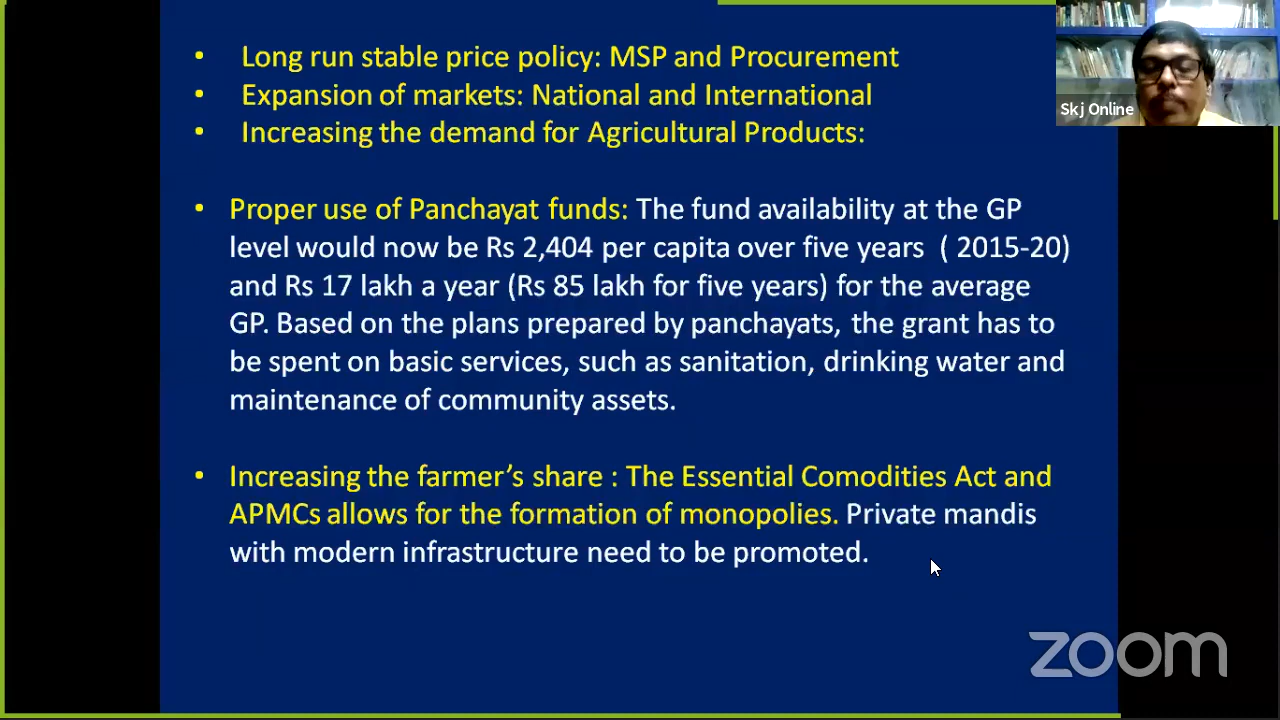 • Long run stable price policy: MSP and Procurement
• Expansion of markets: National and International
• Increasing the demand for Agricultural Products:
• Proper use of Panchayat funds: The fund availability at the GP
level would now be Rs 2,404 per capita over five years ( 2015-20)
and Rs 17 lakh a year (Rs 85 lakh for five years) for the average
GP. Based on the plans prepared by panchayats, the grant has to
be spent on basic services, such as sanitation, drinking water and
maintenance of community assets.
• Increasing the farmer's share : The Essential Comodities Act and
APMCs allows for the formation of monopolies. Private mandis
with modern infrastructure need to be promoted.
Skj Online
zoom